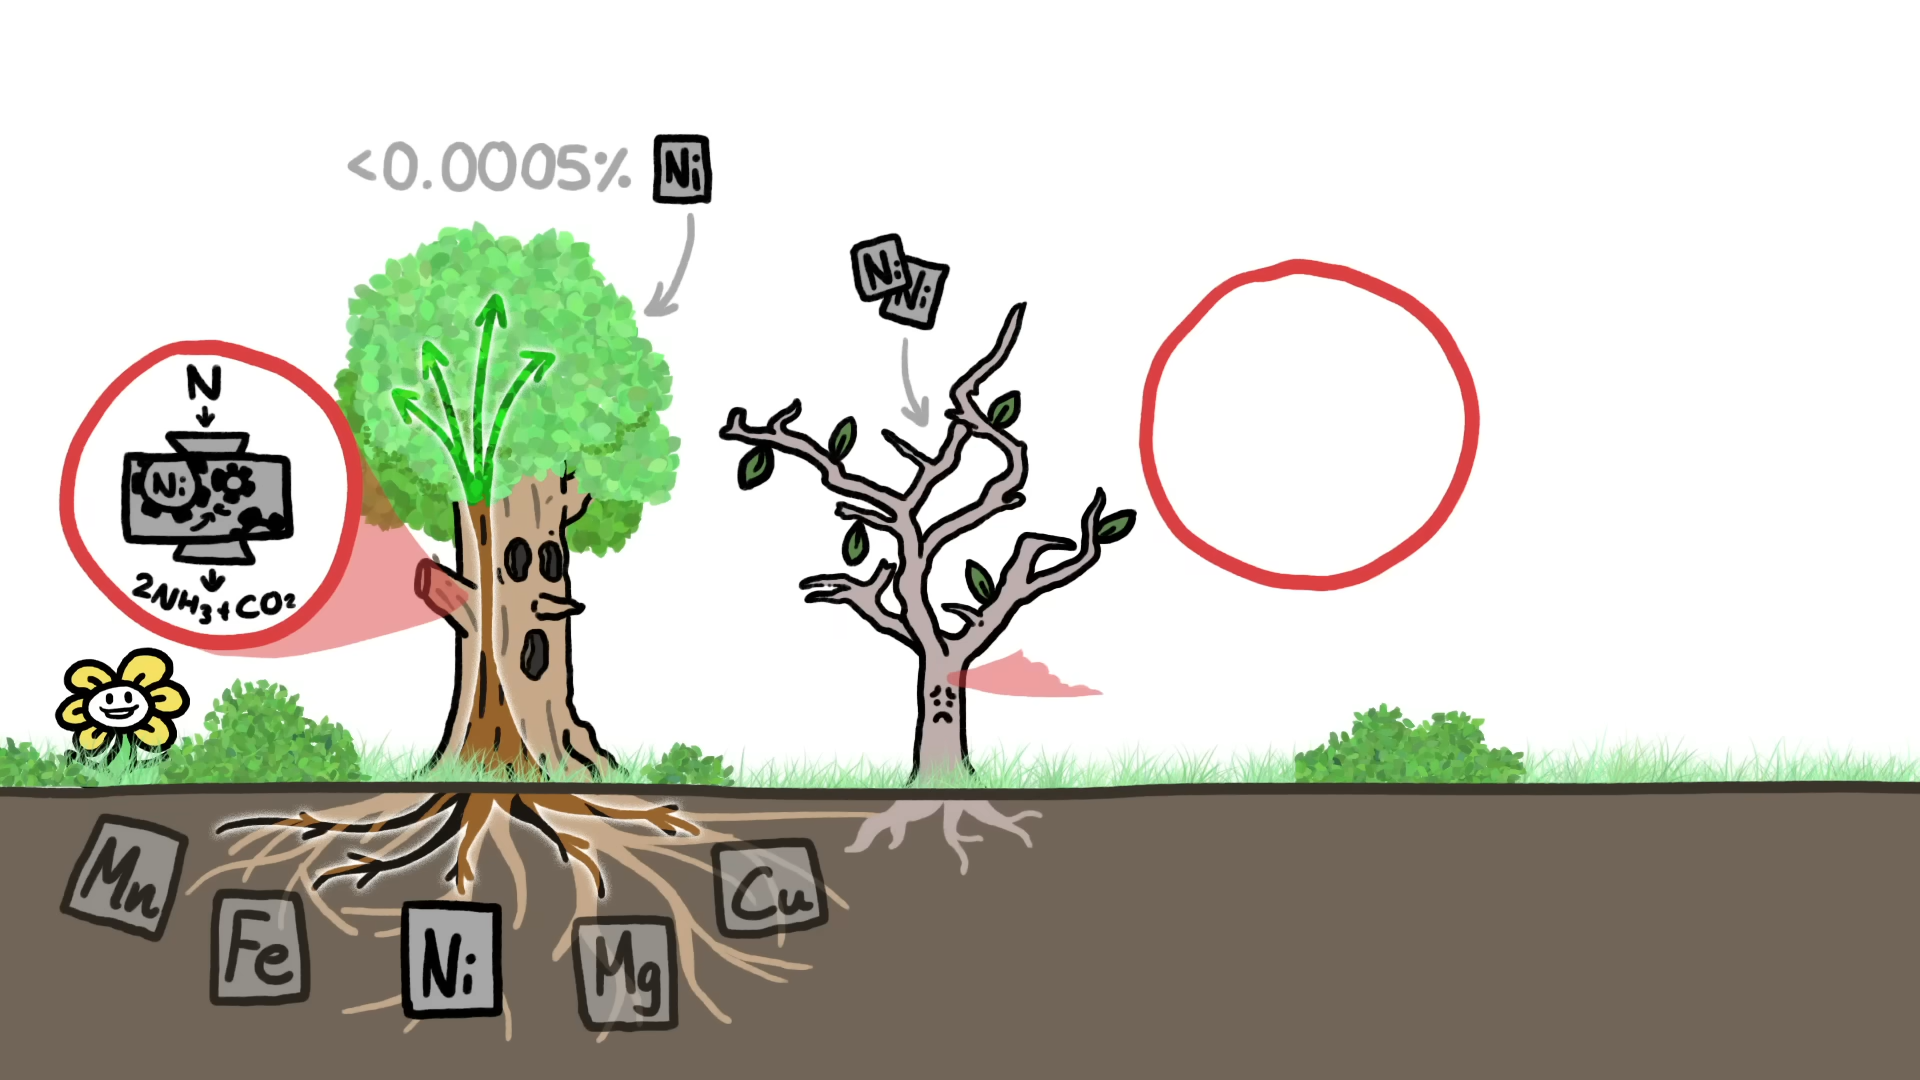 <0.0005% Ni
Ni
Ni
N
Ni
2NH₃+CO₂
Mn
Fe
Ni
Mg
Cu